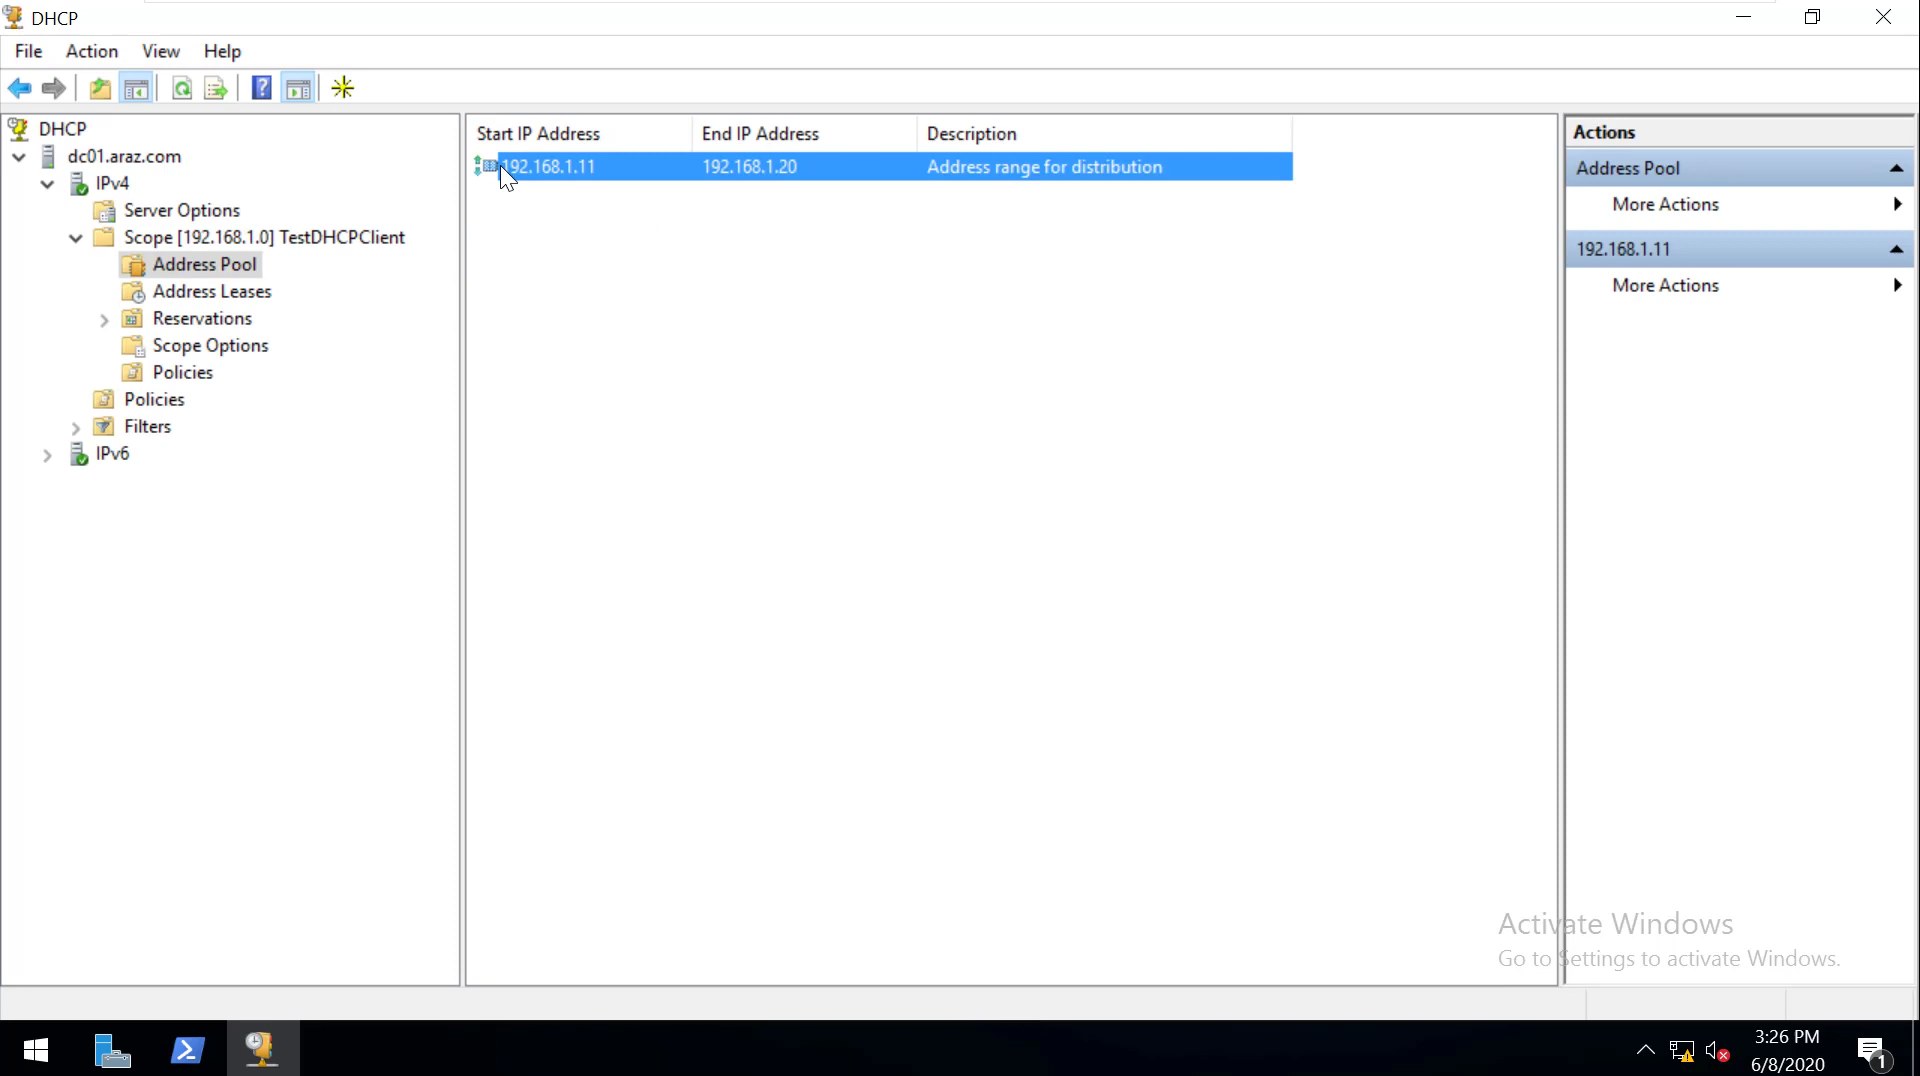 DHCP
File Action View Help
DHCP
dc01.araz.com
IPv4
Server Options
Scope [192.168.1.0] TestDHCPClient
Address Pool
Address Leases
Reservations
Scope Options
Policies
Policies
Filters
IPv6
Start IP Address End IP Address Description
192.168.1.11 192.168.1.20 Address range for distribution
Actions
Address Pool
More Actions
192.168.1.11
More Actions
Activate Windows
Go to Settings to activate Windows.
3:26 PM
6/8/2020
1